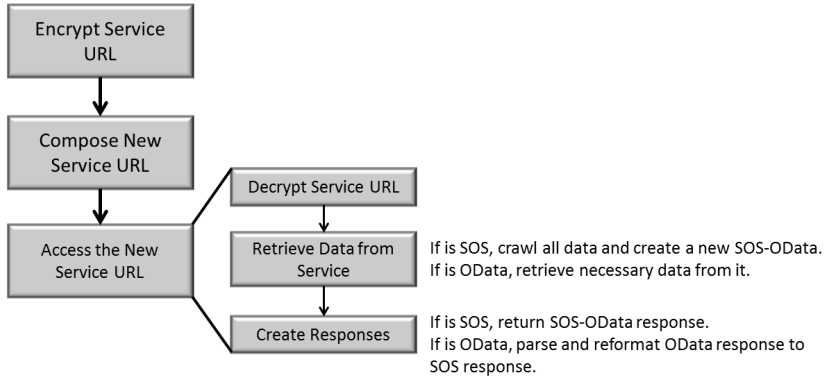 Encrypt Service
URL
Compose New
Service URL
Access the New
Service URL
Decrypt Service URL
Retrieve Data from
Service
If is SOS, crawl all data and create a new SOS-OData.
If is OData, retrieve necessary data from it.
Create Responses
If is SOS, return SOS-OData response.
If is OData, parse and reformat OData response to
SOS response.